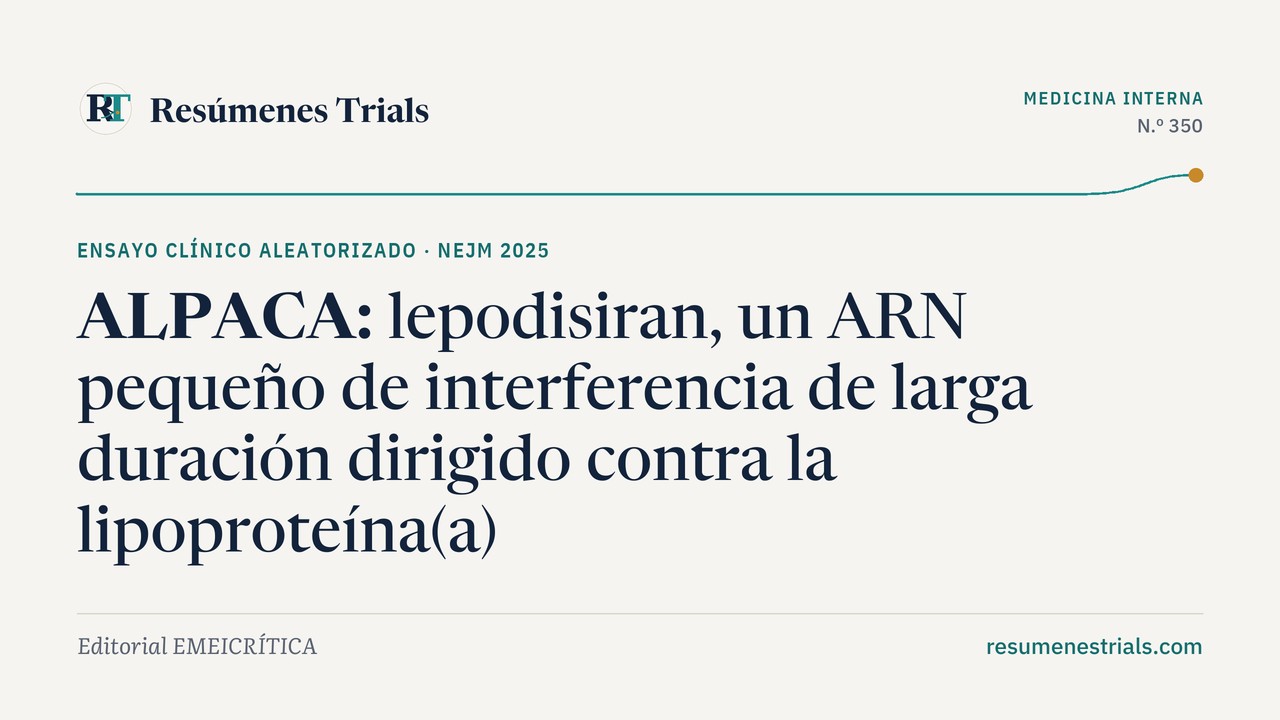 RT Resúmenes Trials
MEDICINA INTERNA
N.º 350
ENSAYO CLÍNICO ALEATORIZADO · NEJM 2025
ALPACA: lepodisiran, un ARN
pequeño de interferencia de larga
duración dirigido contra la
lipoproteína(a)
Editorial EMEICRÍTICA
resumenestrials.com